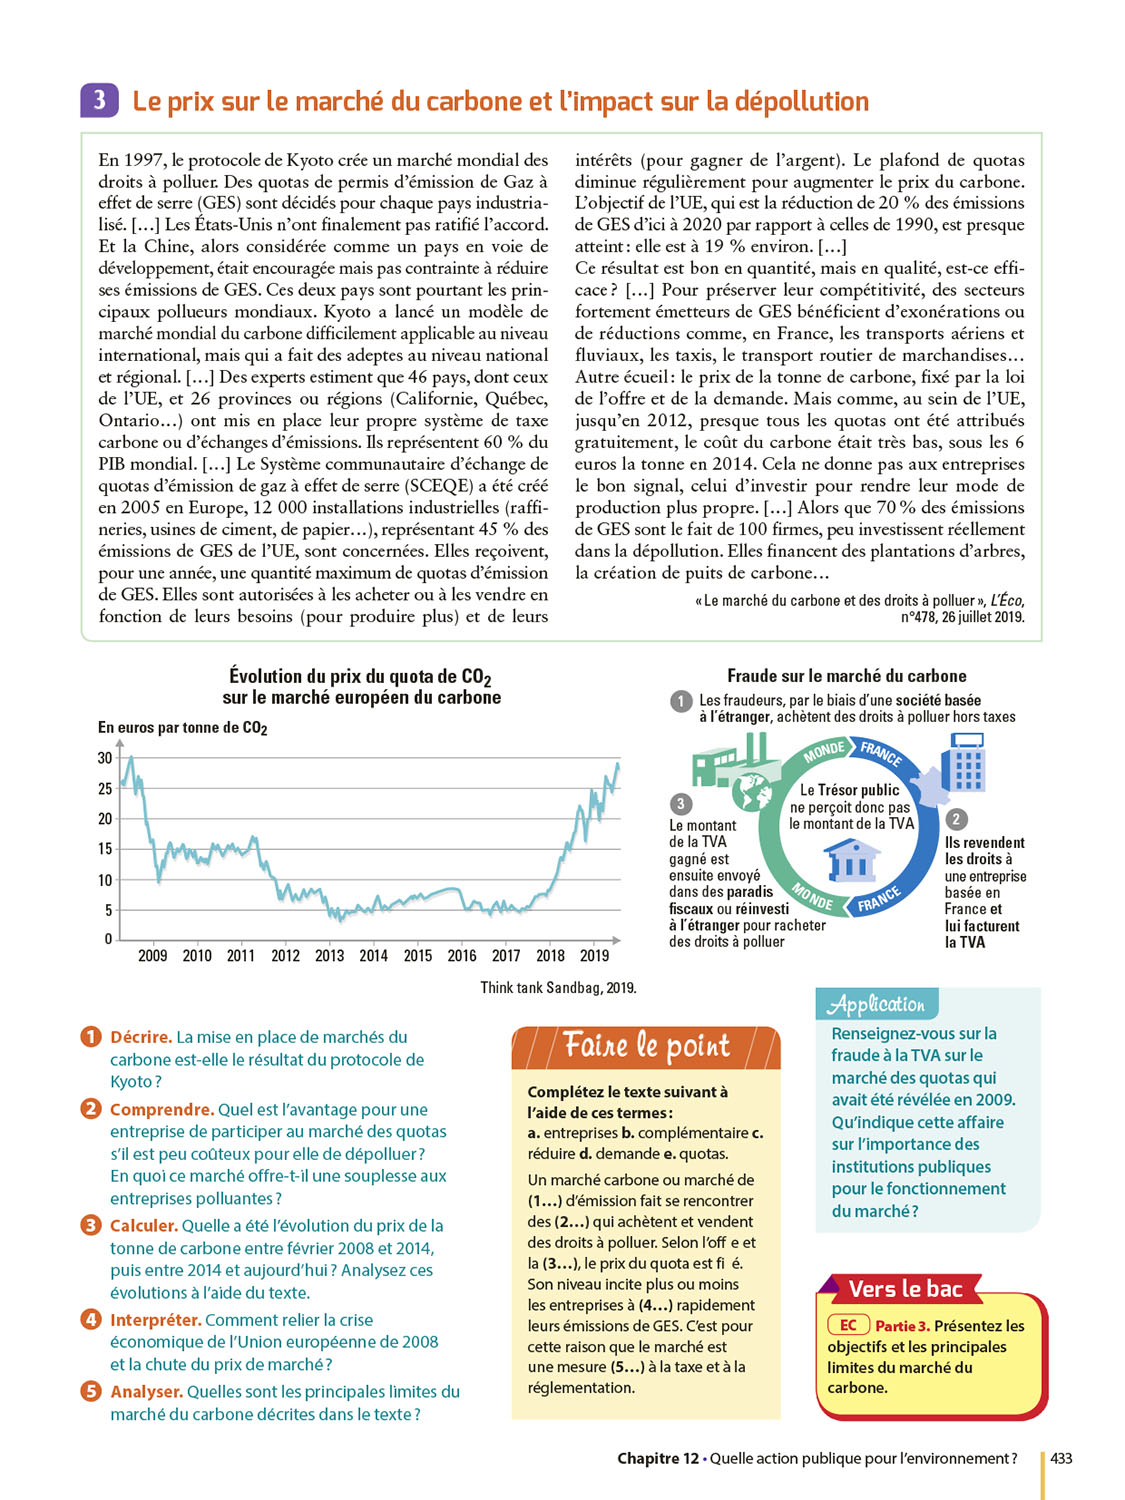 3 Le prix sur le marché du carbone et l’impact sur la dépollution
En 1997, le protocole de Kyoto crée un marché mondial des
droits à polluer. Des quotas de permis d’émission de Gaz à
effet de serre (GES) sont décidés pour chaque pays industria-
lisé. […] Les États-Unis n’ont finalement pas ratifié l’accord.
Et la Chine, alors considérée comme un pays en voie de
développement, était encouragée mais pas contrainte à réduire
ses émissions de GES. Ces deux pays sont pourtant les prin-
cipaux pollueurs mondiaux. Kyoto a lancé un modèle de
marché mondial du carbone difficilement applicable au niveau
international, mais qui a fait des adeptes au niveau national
et régional. […] Des experts estiment que 46 pays, dont ceux
de l’UE, et 26 provinces ou régions (Californie, Québec,
Ontario…) ont mis en place leur propre système de taxe
carbone ou d’échanges d’émissions. Ils représentent 60 % du
PIB mondial. […] Le Système communautaire d’échange de
quotas d’émission de gaz à effet de serre (SCEQE) a été créé
en 2005 en Europe, 12 000 installations industrielles (raffi-
neries, usines de ciment, de papier…), représentant 45 % des
émissions de GES de l’UE, sont concernées. Elles reçoivent,
pour une année, une quantité maximum de quotas d’émission
de GES. Elles sont autorisées à les acheter ou à les vendre en
fonction de leurs besoins (pour produire plus) et de leurs
intérêts (pour gagner de l’argent). Le plafond de quotas
diminue régulièrement pour augmenter le prix du carbone.
L’objectif de l’UE, qui est la réduction de 20 % des émissions
de GES d’ici à 2020 par rapport à celles de 1990, est presque
atteint : elle est à 19 % environ. […]
Ce résultat est bon en quantité, mais en qualité, est-ce effi-
cace ? […] Pour préserver leur compétitivité, des secteurs
fortement émetteurs de GES bénéficient d’exonérations ou
de réductions comme, en France, les transports aériens et
fluviaux, les taxis, le transport routier de marchandises…
Autre écueil : le prix de la tonne de carbone, fixé par la loi
de l’offre et de la demande. Mais comme, au sein de l’UE,
jusqu’en 2012, presque tous les quotas ont été attribués
gratuitement, le coût du carbone était très bas, sous les 6
euros la tonne en 2014. Cela ne donne pas aux entreprises
le bon signal, celui d’investir pour rendre leur mode de
production plus propre. […] Alors que 70 % des émissions
de GES sont le fait de 100 firmes, peu investissent réellement
dans la dépollution. Elles financent des plantations d’arbres,
la création de puits de carbone…
« Le marché du carbone et des droits à polluer », L’Éco,
n°478, 26 juillet 2019.
Évolution du prix du quota de CO2
sur le marché européen du carbone
En euros par tonne de CO2
30
25
20
15
10
5
0
2009 2010 2011 2012 2013 2014 2015 2016 2017 2018 2019
Think tank Sandbag, 2019.
Fraude sur le marché du carbone
1 Les fraudeurs, par le biais d’une société basée
à l’étranger, achètent des droits à polluer hors taxes
MONDE FRANCE
Le Trésor public
ne perçoit donc pas
le montant de la TVA
MONDE FRANCE
2
Ils revendent
les droits à
une entreprise
basée en
France et
lui facturent
la TVA
3
Le montant
de la TVA
gagné est
ensuite envoyé
dans des paradis
fiscaux ou réinvesti
à l’étranger pour racheter
des droits à polluer
1 Décrire. La mise en place de marchés du
carbone est-elle le résultat du protocole de
Kyoto ?
2 Comprendre. Quel est l’avantage pour une
entreprise de participer au marché des quotas
s’il est peu coûteux pour elle de dépolluer ?
En quoi ce marché offre-t-il une souplesse aux
entreprises polluantes ?
3 Calculer. Quelle a été l’évolution du prix de la
tonne de carbone entre février 2008 et 2014,
puis entre 2014 et aujourd’hui ? Analysez ces
évolutions à l’aide du texte.
4 Interpréter. Comment relier la crise
économique de l’Union européenne de 2008
et la chute du prix de marché ?
5 Analyser. Quelles sont les principales limites du
marché du carbone décrites dans le texte ?
Faire le point
Complétez le texte suivant à
l’aide de ces termes :
a. entreprises b. complémentaire c.
réduire d. demande e. quotas.
Un marché carbone ou marché de
(1…) d’émission fait se rencontrer
des (2…) qui achètent et vendent
des droits à polluer. Selon l’off e et
la (3…), le prix du quota est fi é.
Son niveau incite plus ou moins
les entreprises à (4…) rapidement
leurs émissions de GES. C’est pour
cette raison que le marché est
une mesure (5…) à la taxe et à la
réglementation.
Application
Renseignez-vous sur la
fraude à la TVA sur le
marché des quotas qui
avait été révélée en 2009.
Qu’indique cette affaire
sur l’importance des
institutions publiques
pour le fonctionnement
du marché ?
Vers le bac
EC Partie 3. Présentez les
objectifs et les principales
limites du marché du
carbone.
Chapitre 12 • Quelle action publique pour l’environnement ? 433